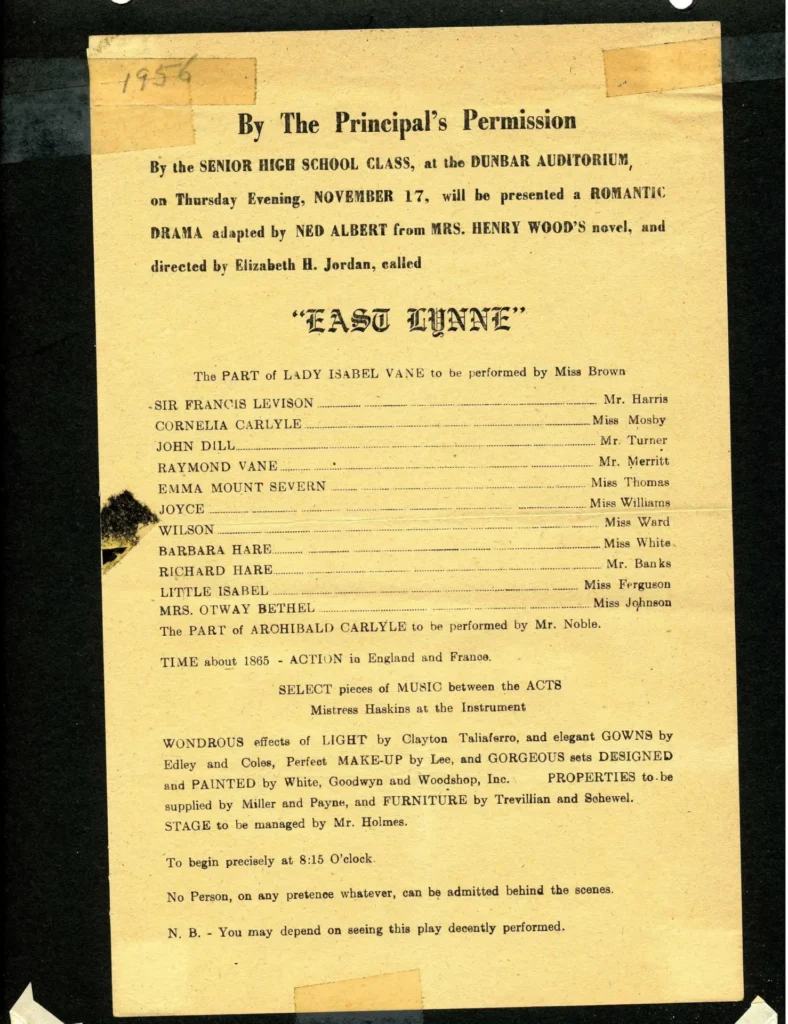 1956
By The Principal's Permission
By the SENIOR HIGH SCHOOL CLASS, at the DUNBAR AUDITORIUM,
on Thursday Evening, NOVEMBER 17, will be presented a ROMANTIC
DRAMA adapted by NED ALBERT from MRS. HENRY WOOD'S novel, and
directed by Elizabeth H. Jordan, called
"EAST LYNNE"
The PART of LADY ISABEL VANE to be performed by Miss Brown
SIR FRANCIS LEVISON Mr. Harris
CORNELIA CARLYLE Miss Mosby
JOHN DILL Mr. Turner
RAYMOND VANE Mr. Merritt
EMMA MOUNT SEVERN Miss Thomas
JOYCE Miss Williams
WILSON Miss Ward
BARBARA HARE Miss White
RICHARD HARE Mr. Banks
LITTLE ISABEL Miss Ferguson
MRS. OTWAY BETHEL Miss Johnson
The PART of ARCHIBALD CARLYLE to be performed by Mr. Noble.
TIME about 1865 - ACTION in England and France.
SELECT pieces of MUSIC between the ACTS
Mistress Haskins at the Instrument
WONDROUS effects of LIGHT by Clayton Taliaferro, and elegant GOWNS by
Edley and Coles, Perfect MAKE-UP by Lee, and GORGEOUS sets DESIGNED
and PAINTED by White, Goodwyn and Woodshop, Inc. PROPERTIES to be
supplied by Miller and Payne, and FURNITURE by Trevillian and Schewel.
STAGE to be managed by Mr. Holmes.
To begin precisely at 8:15 O'clock.
No Person, on any pretence whatever, can be admitted behind the scenes.
N. B. - You may depend on seeing this play decently performed.